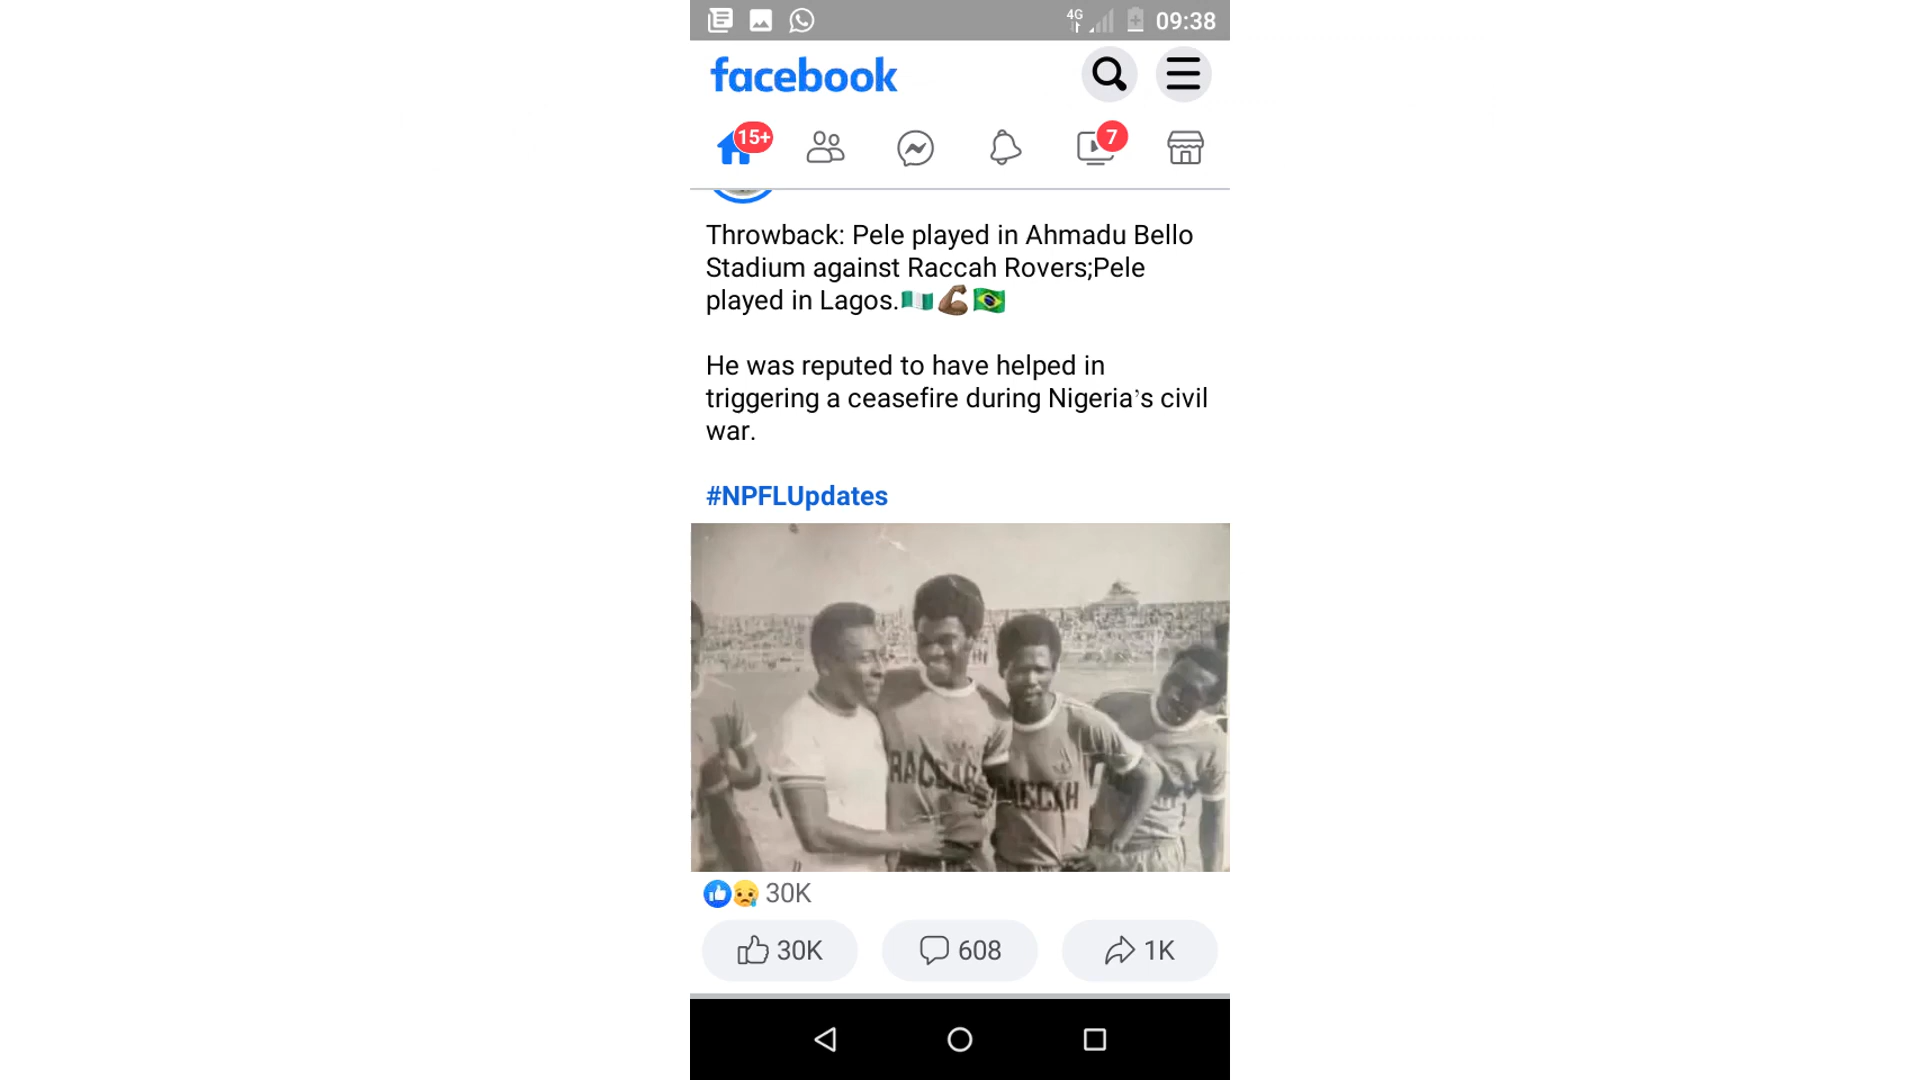 4G 09:38
facebook
15+ 7
Throwback: Pele played in Ahmadu Bello
Stadium against Raccah Rovers;Pele
played in Lagos.🇳🇬💪🏾🇧🇷
He was reputed to have helped in
triggering a ceasefire during Nigeria’s civil
war.
#NPFLUpdates
RACCAH RACCAH
30K
30K 608 1K